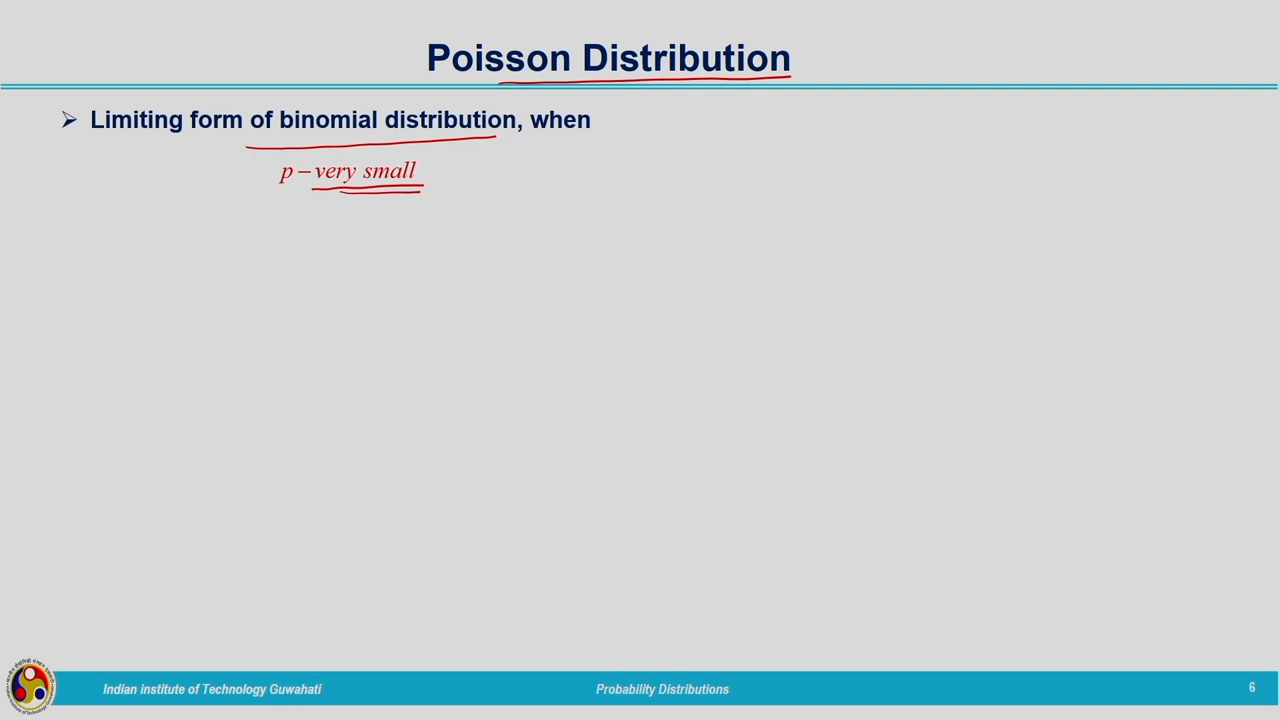 Poisson Distribution
➢ Limiting form of binomial distribution, when
p – very small
Indian institute of Technology Guwahati
Probability Distributions
6